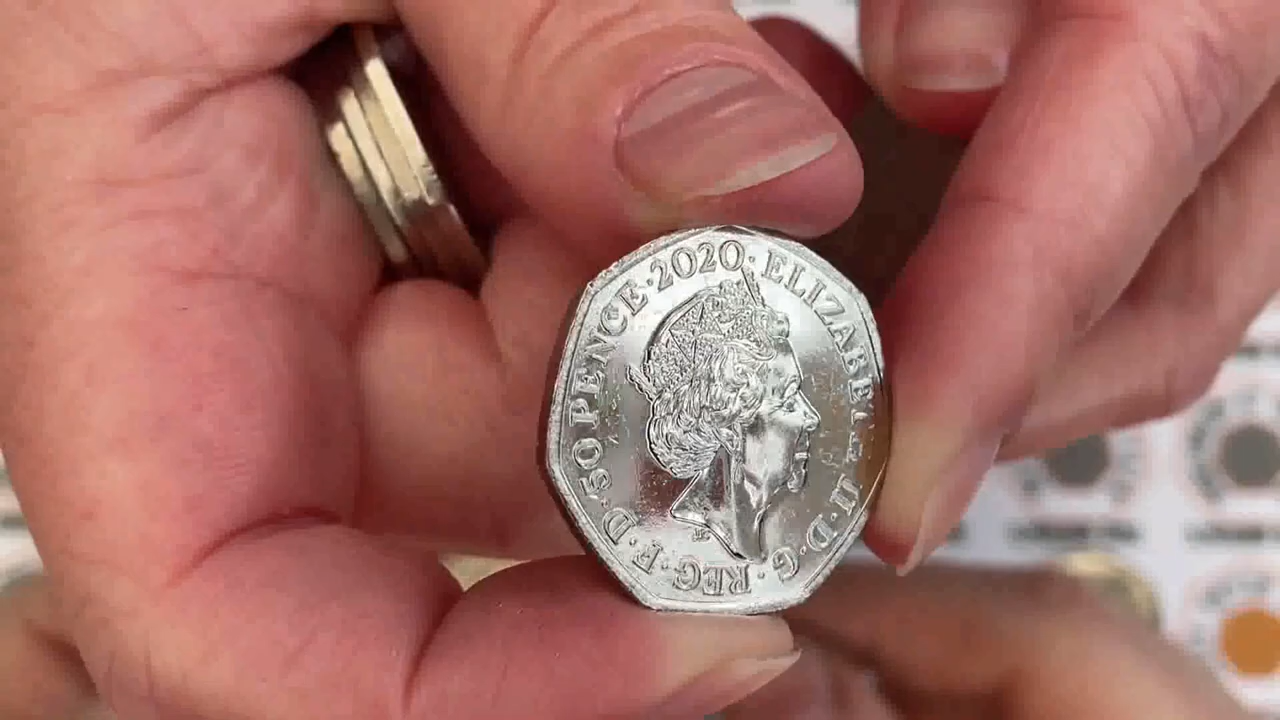 ELIZABETH II · D · G · REG · F · D · 50 PENCE · 2020 ·